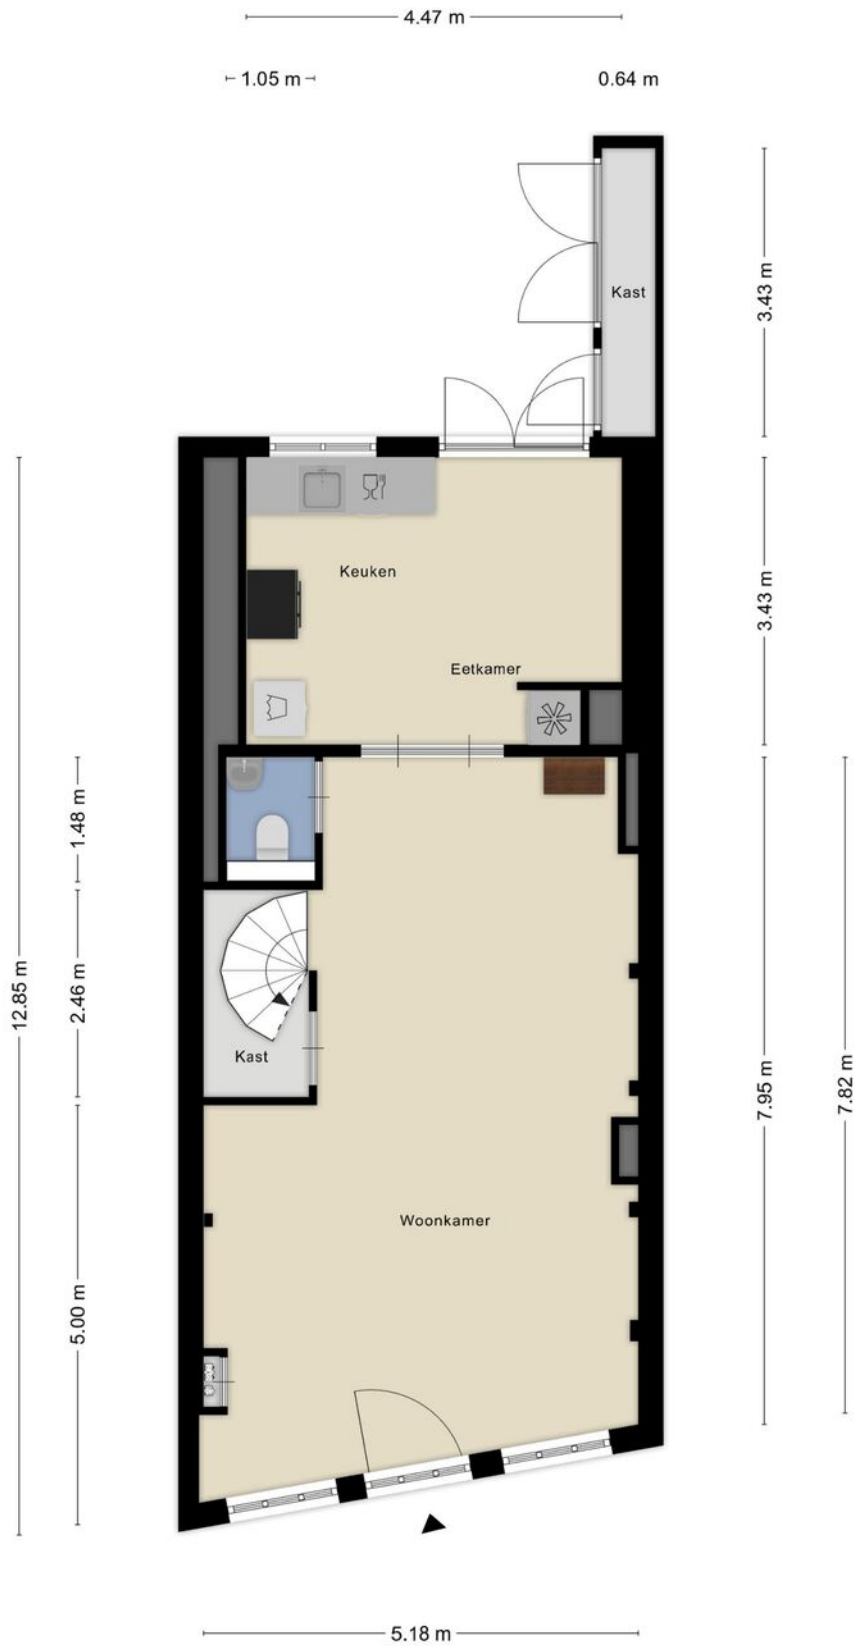 4.47 m
1.05 m
0.64 m
Kast
3.43 m
Keuken
3.43 m
Eetkamer
1.48 m
12.85 m
2.46 m
Kast
7.95 m
7.82 m
Woonkamer
5.00 m
5.18 m